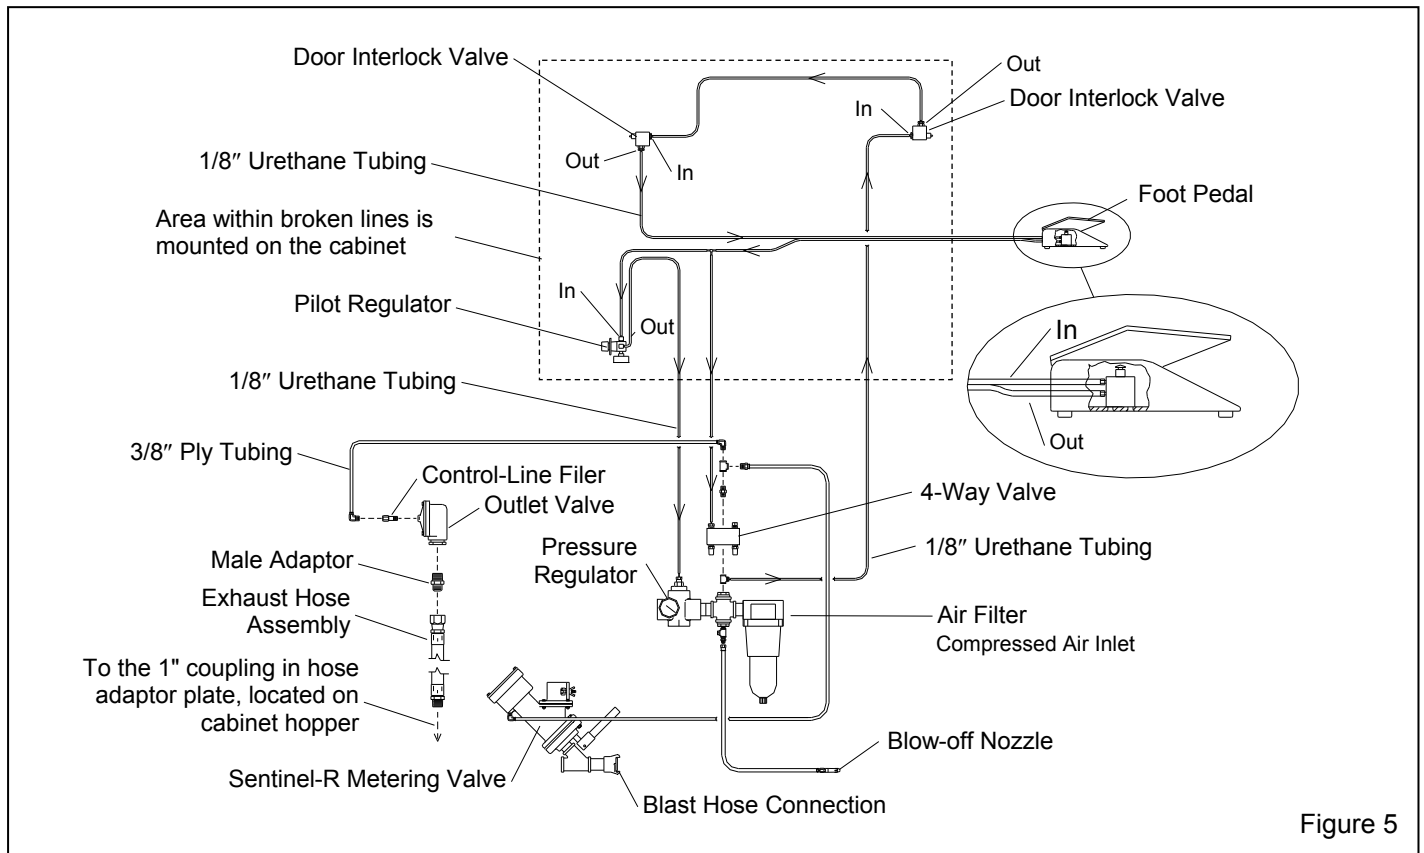 Door Interlock Valve
Out
Door Interlock Valve
In
Out
In
1/8″ Urethane Tubing
Foot Pedal
Area within broken lines is
mounted on the cabinet
In
Pilot Regulator
Out
In
1/8″ Urethane Tubing
Out
3/8″ Ply Tubing
Control-Line Filer
Outlet Valve
4-Way Valve
Pressure
Regulator
1/8″ Urethane Tubing
Male Adaptor
Exhaust Hose
Assembly
Air Filter
Compressed Air Inlet
To the 1" coupling in hose
adaptor plate, located on
cabinet hopper
Blow-off Nozzle
Sentinel-R Metering Valve
Blast Hose Connection
Figure 5